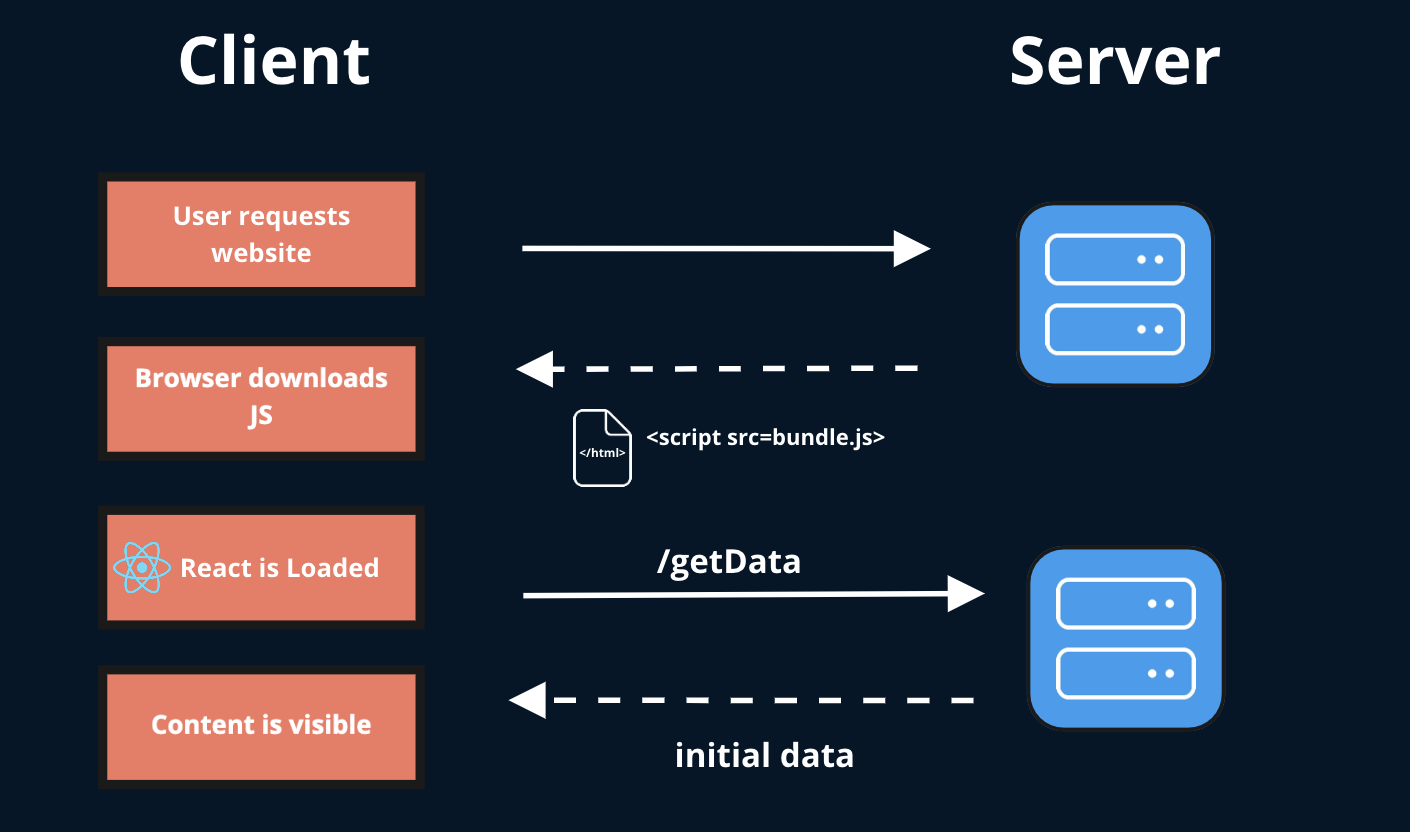 Client
Server
User requests
website
Browser downloads
JS
</html>
<script src=bundle.js>
React is Loaded
/getData
Content is visible
initial data